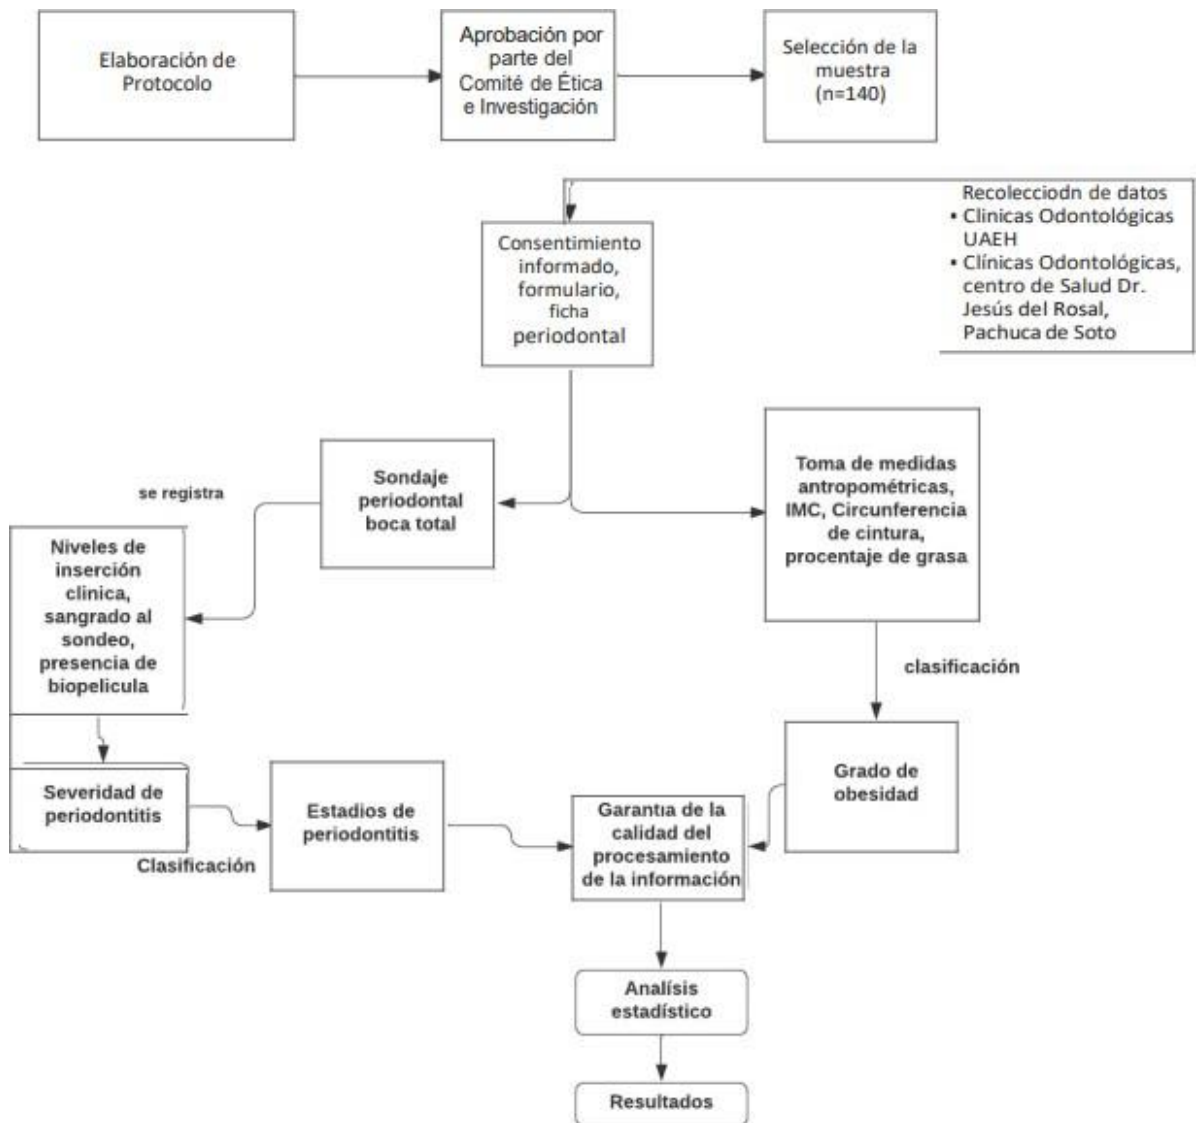 Elaboración de
Protocolo
Aprobación por
parte del
Comité de Ética
e Investigación
Selección de la
muestra
(n=140)
Recolecciodn de datos
▪ Clinicas Odontológicas
UAEH
▪ Clínicas Odontológicas,
centro de Salud Dr.
Jesús del Rosal,
Pachuca de Soto
Consentimiento
informado,
formulario,
ficha
periodontal
Sondaje
periodontal
boca total
se registra
Toma de medidas
antropométricas,
IMC, Circunferencia
de cintura,
procentaje de grasa
Niveles de
inserción
clinica,
sangrado al
sondeo,
presencia de
biopelicula
clasificación
Grado de
obesidad
Severidad de
periodontitis
Clasificación
Estadios de
periodontitis
Garantıa de la
calidad del
procesamiento
de la información
Analísis
estadístico
Resultados